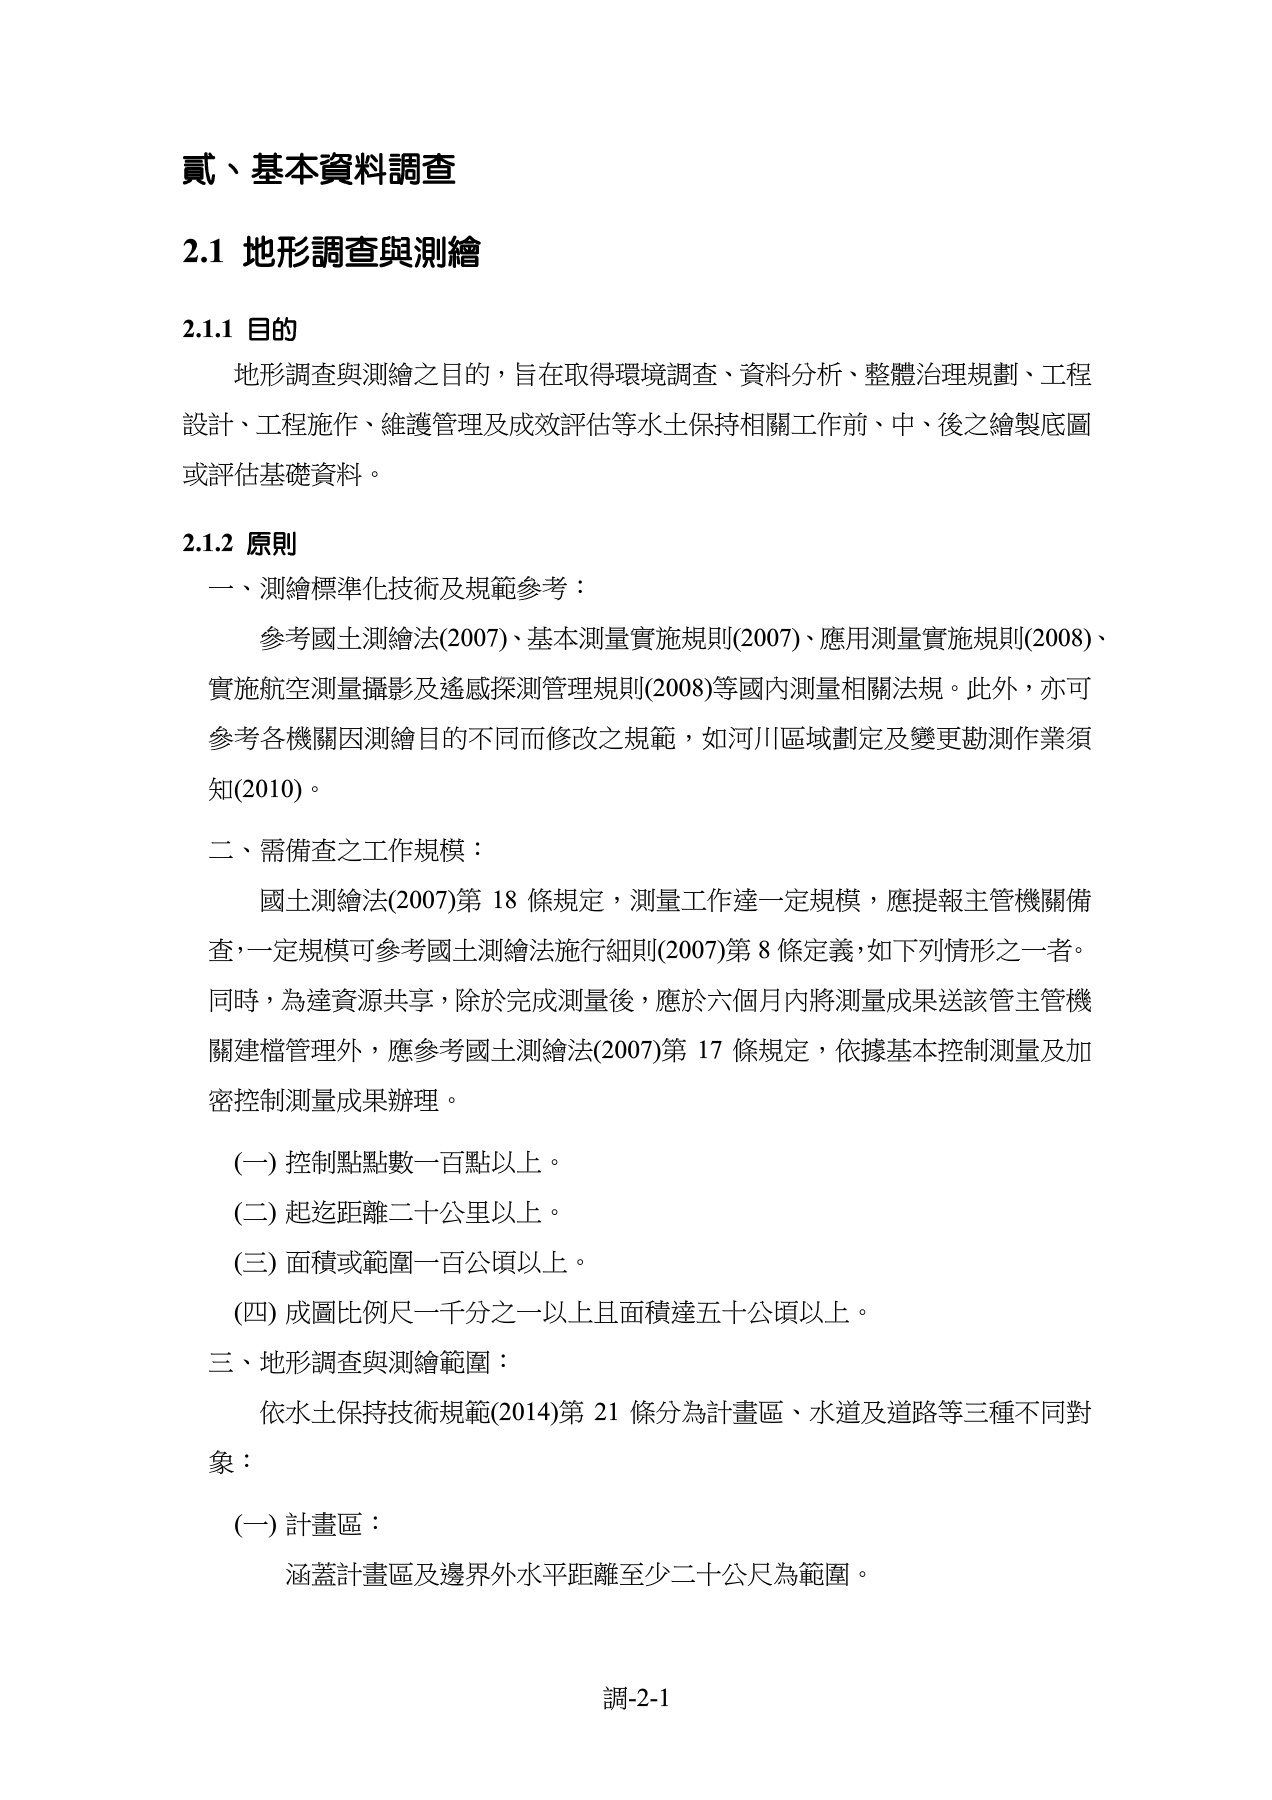 貳、基本資料調查
2.1 地形調查與測繪
2.1.1 目的
地形調查與測繪之目的，旨在取得環境調查、資料分析、整體治理規劃、工程
設計、工程施作、維護管理及成效評估等水土保持相關工作前、中、後之繪製底圖
或評估基礎資料。
2.1.2 原則
一、測繪標準化技術及規範參考：
參考國土測繪法(2007)、基本測量實施規則(2007)、應用測量實施規則(2008)、
實施航空測量攝影及遙感探測管理規則(2008)等國內測量相關法規。此外，亦可
參考各機關因測繪目的不同而修改之規範，如河川區域劃定及變更勘測作業須
知(2010)。
二、需備查之工作規模：
國土測繪法(2007)第 18 條規定，測量工作達一定規模，應提報主管機關備
查，一定規模可參考國土測繪法施行細則(2007)第 8 條定義，如下列情形之一者。
同時，為達資源共享，除於完成測量後，應於六個月內將測量成果送該管主管機
關建檔管理外，應參考國土測繪法(2007)第 17 條規定，依據基本控制測量及加
密控制測量成果辦理。
(一) 控制點點數一百點以上。
(二) 起迄距離二十公里以上。
(三) 面積或範圍一百公頃以上。
(四) 成圖比例尺一千分之一以上且面積達五十公頃以上。
三、地形調查與測繪範圍：
依水土保持技術規範(2014)第 21 條分為計畫區、水道及道路等三種不同對
象：
(一) 計畫區：
涵蓋計畫區及邊界外水平距離至少二十公尺為範圍。
調-2-1